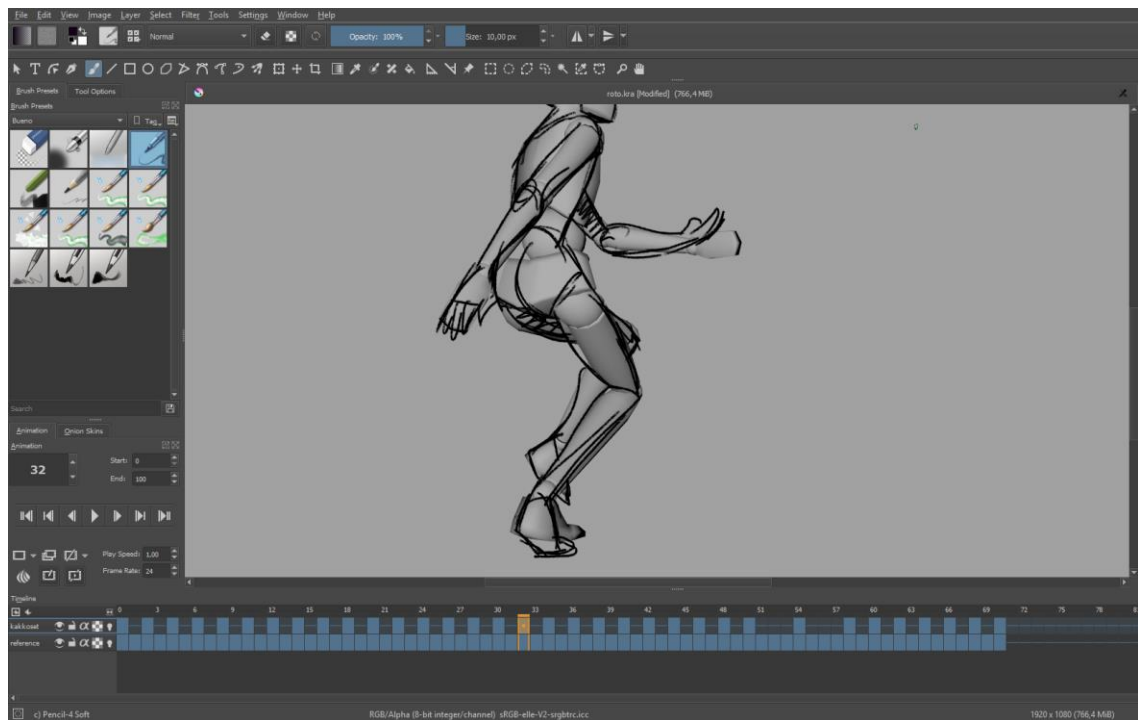 File Edit View Image Layer Select Filter Tools Settings Window Help
Normal Opacity: 100% Size: 10,00 px
Brush Presets Tool Options
roto.kra [Modified] (766,4 MiB)
Brush Presets
Bueno Tag
Search
Animation Onion Skins
Animation
32 Start: 0
End: 100
Play Speed: 1,00
Frame Rate: 24
Timeline
0 3 6 9 12 15 18 21 24 27 30 33 36 39 42 45 48 51 54 57 60 63 66 69 72 75 78
kakkoset
reference
c) Pencil-4 Soft RGB/Alpha (8-bit integer/channel) sRGB-elle-V2-srgbtrc.icc 1920 x 1080 (766,4 MiB)